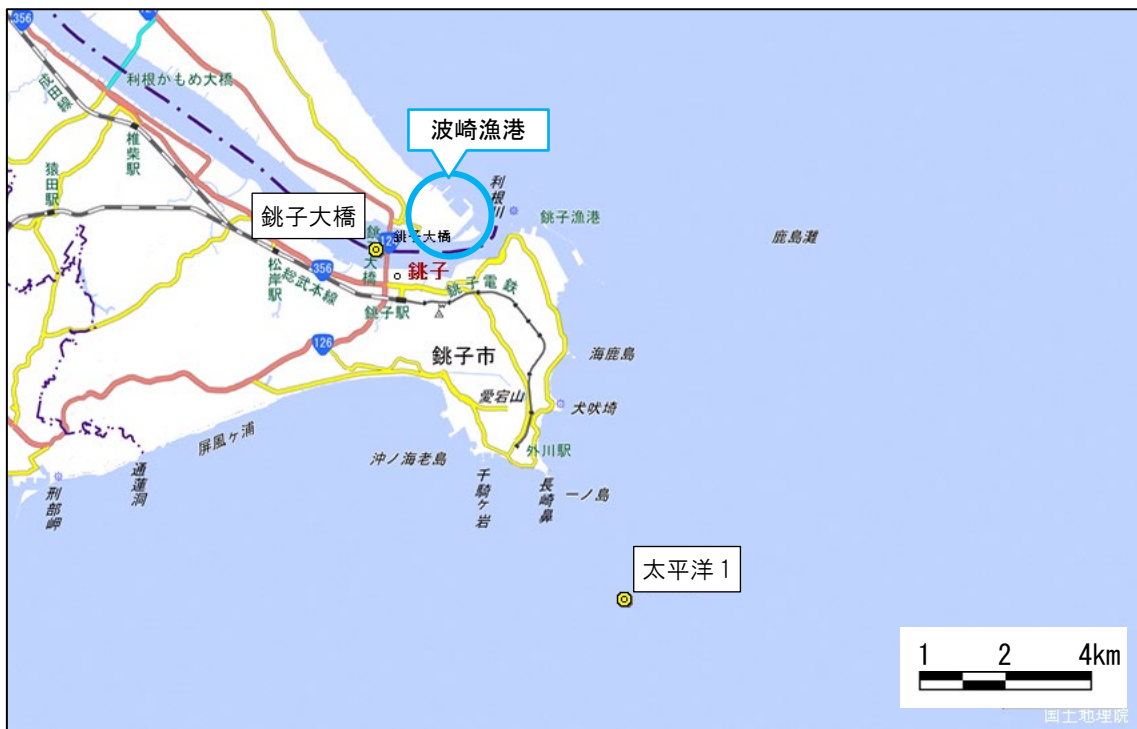 356
利根かもめ大橋
成田線
椎柴駅
猿田駅
波崎漁港
利根川
銚子漁港
鹿島灘
銚子大橋
銚子大橋
銚子
356
総武本線
松岸駅
銚子駅
銚子電鉄
126
銚子市
海鹿島
愛宕山
犬吠埼
屏風ヶ浦
沖ノ海老島
外川駅
千騎ヶ岩
長崎鼻
一ノ島
通蓮洞
刑部岬
太平洋1
1 2 4km
国土地理院